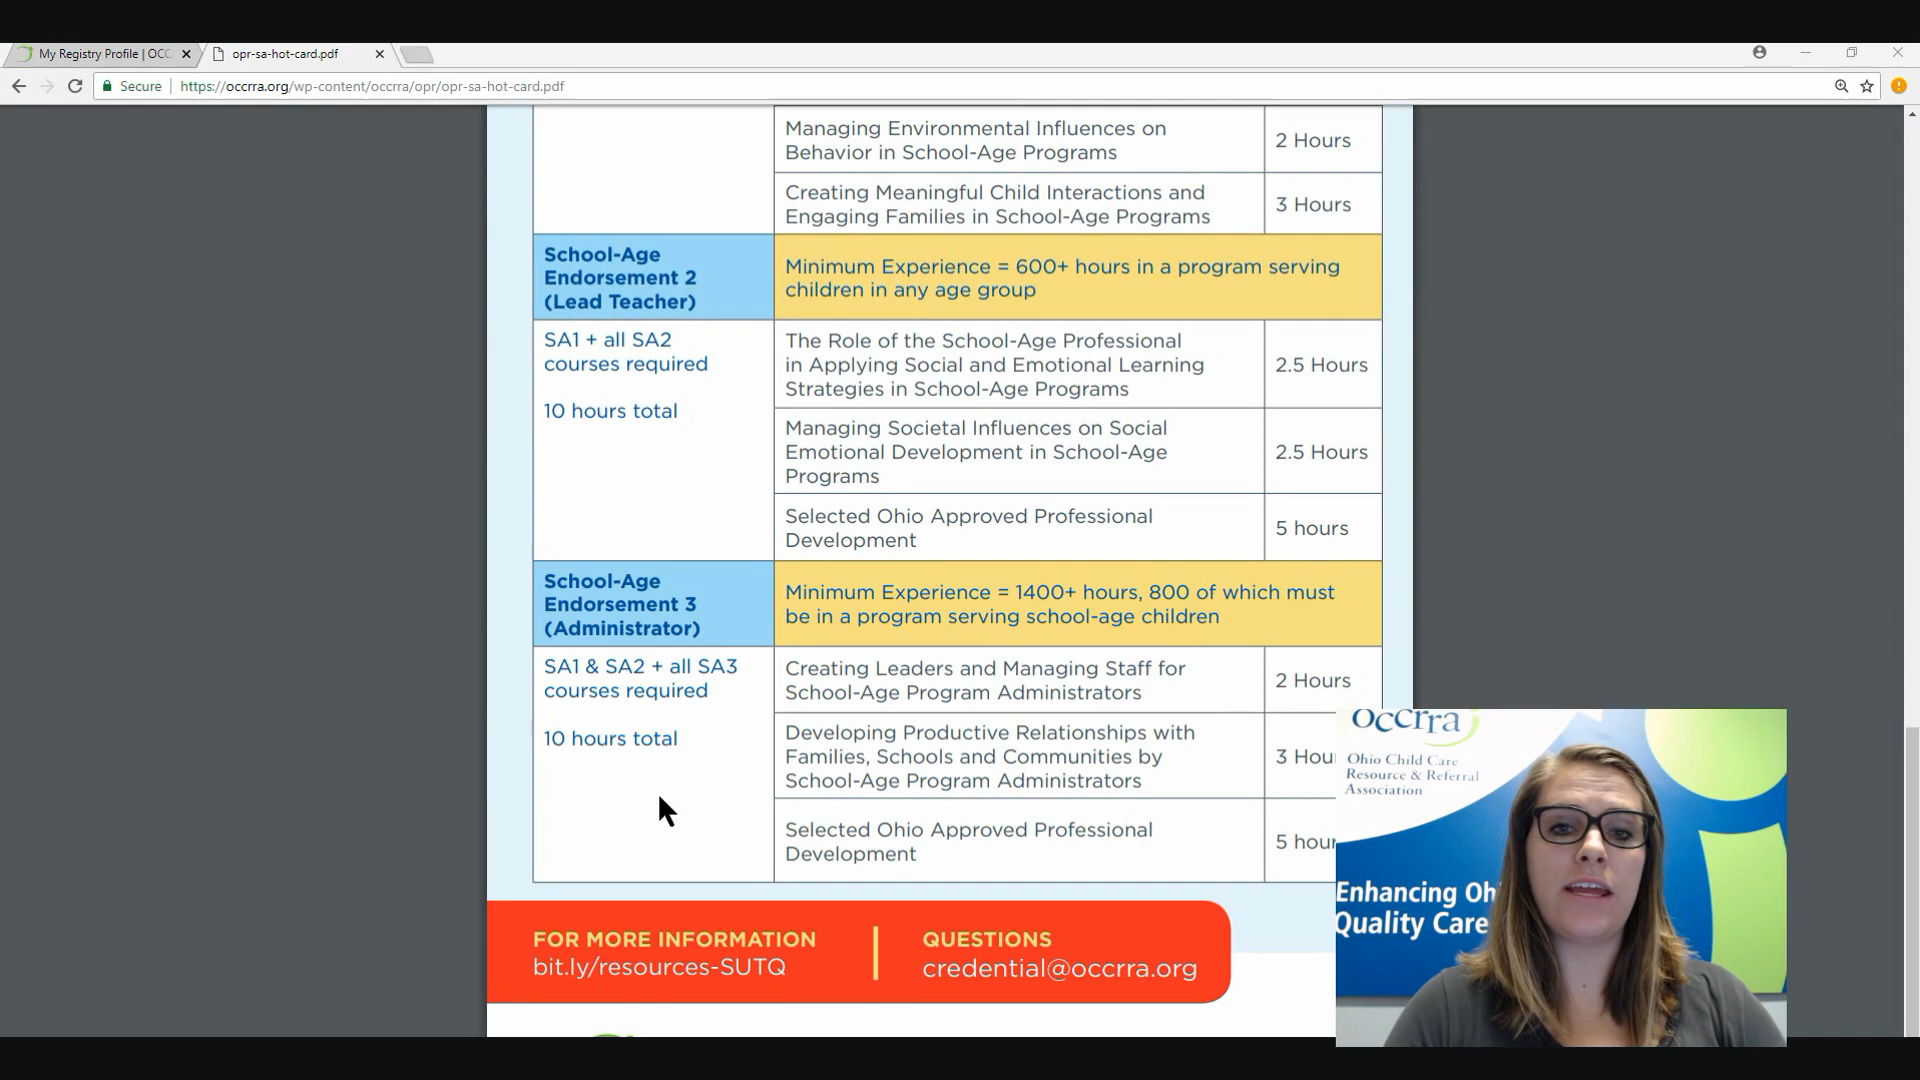 My Registry Profile | OCC
opr-sa-hot-card.pdf
Secure
https://occrra.org/wp-content/occrra/opr/opr-sa-hot-card.pdf
Managing Environmental Influences on
Behavior in School-Age Programs
2 Hours
Creating Meaningful Child Interactions and
Engaging Families in School-Age Programs
3 Hours
School-Age
Endorsement 2
(Lead Teacher)
Minimum Experience = 600+ hours in a program serving
children in any age group
SA1 + all SA2
courses required
10 hours total
The Role of the School-Age Professional
in Applying Social and Emotional Learning
Strategies in School-Age Programs
2.5 Hours
Managing Societal Influences on Social
Emotional Development in School-Age
Programs
2.5 Hours
Selected Ohio Approved Professional
Development
5 hours
School-Age
Endorsement 3
(Administrator)
Minimum Experience = 1400+ hours, 800 of which must
be in a program serving school-age children
SA1 & SA2 + all SA3
courses required
10 hours total
Creating Leaders and Managing Staff for
School-Age Program Administrators
2 Hours
Developing Productive Relationships with
Families, Schools and Communities by
School-Age Program Administrators
3 Hou
Selected Ohio Approved Professional
Development
5 hour
FOR MORE INFORMATION
bit.ly/resources-SUTQ
QUESTIONS
credential@occrra.org
occrra
Ohio Child Care
Resource & Referral
Association
Enhancing Oh
Quality Care